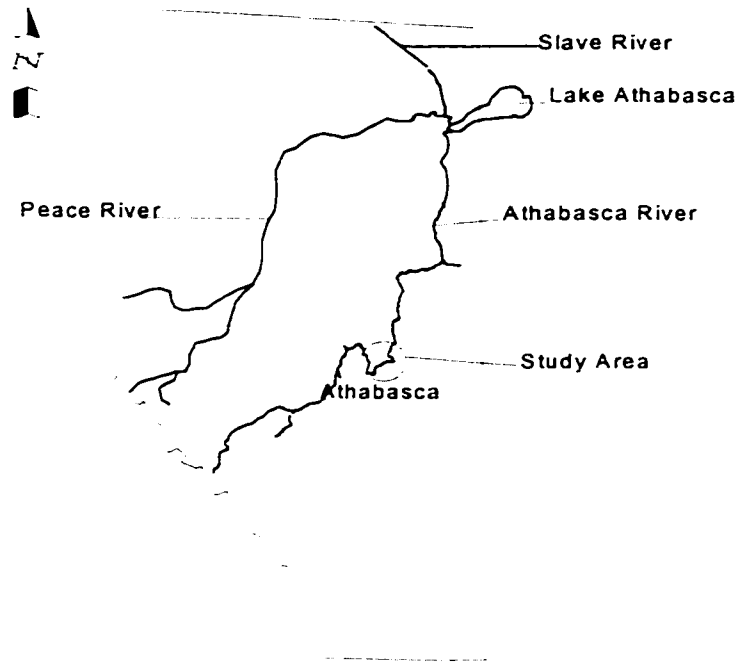 N
Slave River
Lake Athabasca
Peace River
Athabasca River
Study Area
Athabasca